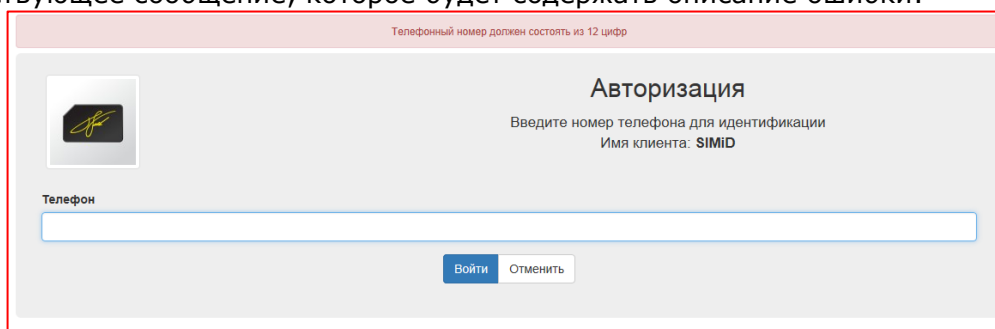 сообщение, которое будет содержать описание ошибки.
Телефонный номер должен состоять из 12 цифр
Авторизация
Введите номер телефона для идентификации
Имя клиента: SIMiD
Телефон
Войти Отменить